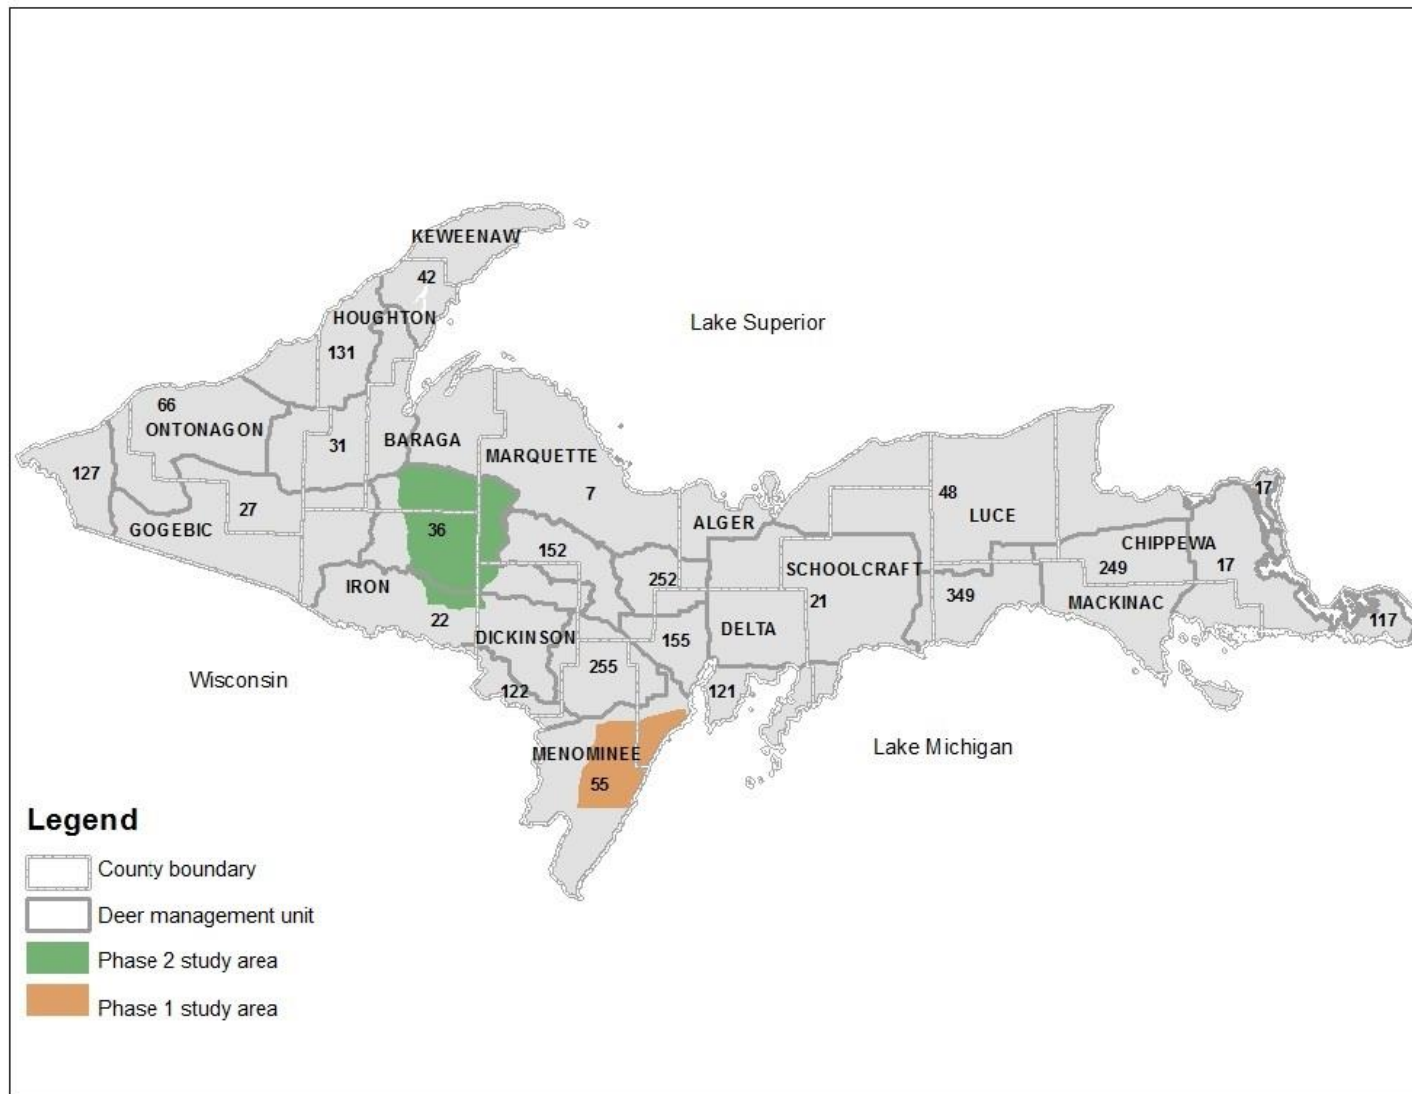 KEWEENAW
42
HOUGHTON
Lake Superior
131
66
ONTONAGON
31
BARAGA
MARQUETTE
127
7
48
17
27
GOGEBIC
36
ALGER
LUCE
152
CHIPPEWA
249
17
IRON
252
SCHOOLCRAFT
349
MACKINAC
22
21
117
DICKINSON
155
DELTA
Wisconsin
255
122
121
MENOMINEE
Lake Michigan
55
Legend
County boundary
Deer management unit
Phase 2 study area
Phase 1 study area